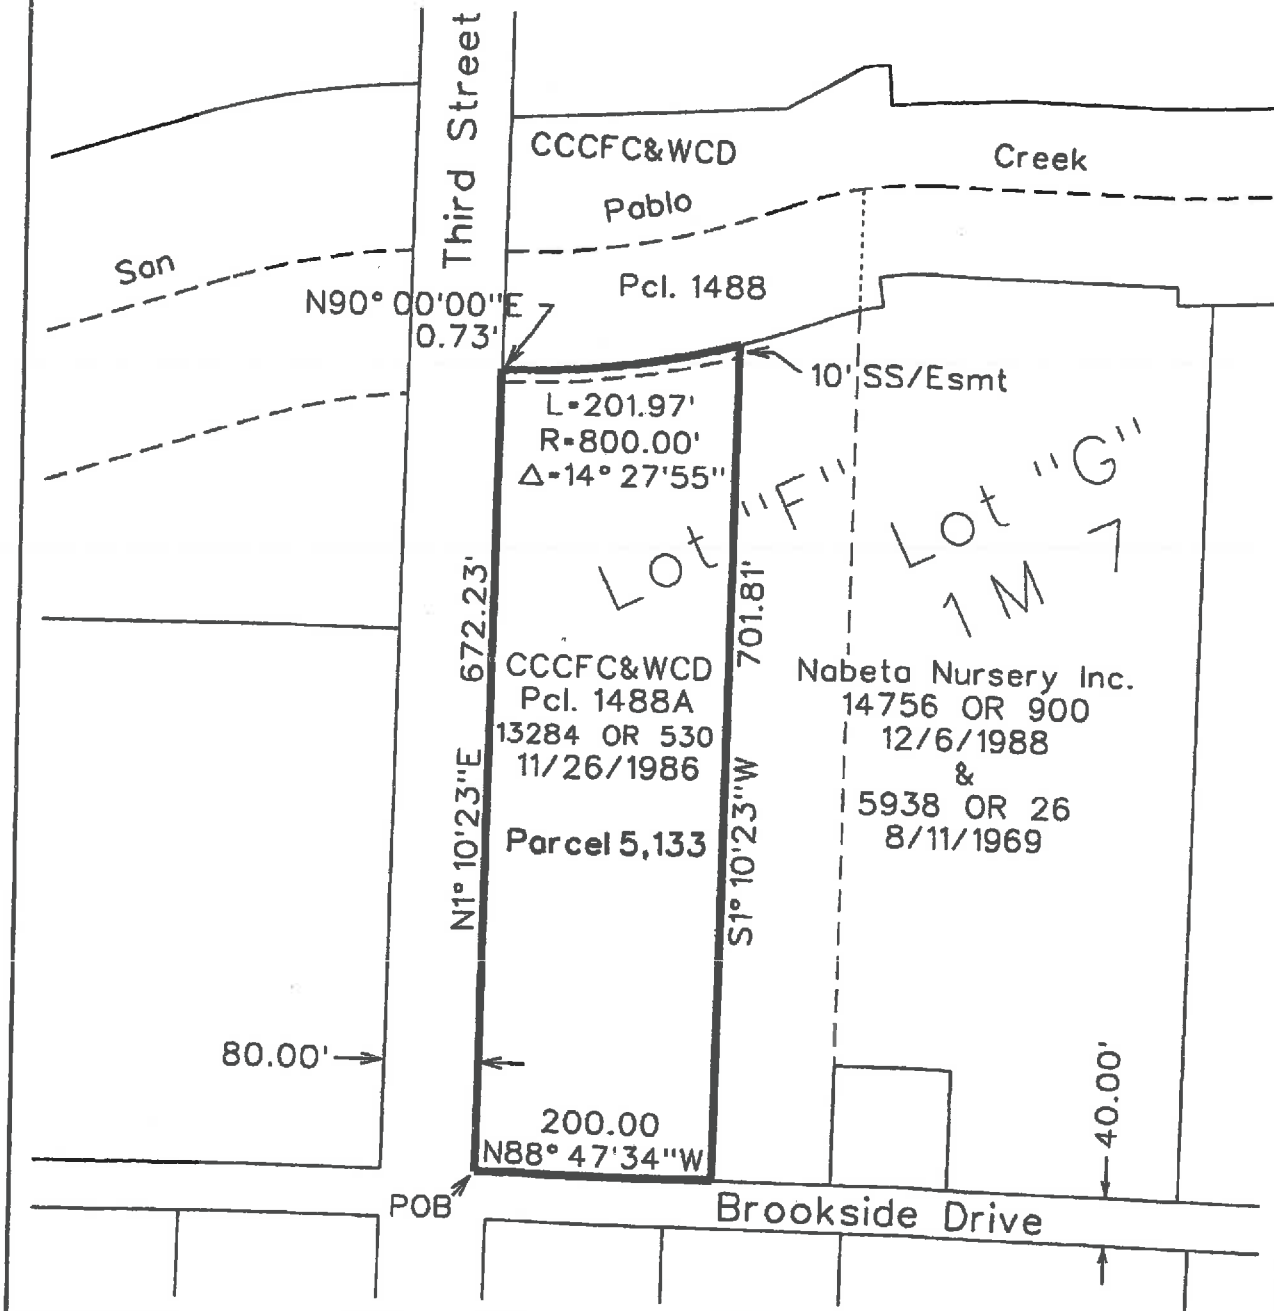 Third Street
CCCFC&WCD
Creek
Pablo
San
Pcl. 1488
N90° 00'00"E
0.73'
10' SS/Esmt
L=201.97'
R=800.00'
Δ=14° 27'55"
Lot "F"
Lot "G"
1 M 7
672.23'
701.81'
CCCFC&WCD
Pcl. 1488A
13284 OR 530
11/26/1986
Nabeta Nursery Inc.
14756 OR 900
12/6/1988
&
5938 OR 26
8/11/1969
N1° 10'23"E
S1° 10'23"W
Parcel 5,133
80.00'
40.00'
200.00
N88° 47'34"W
POB
Brookside Drive